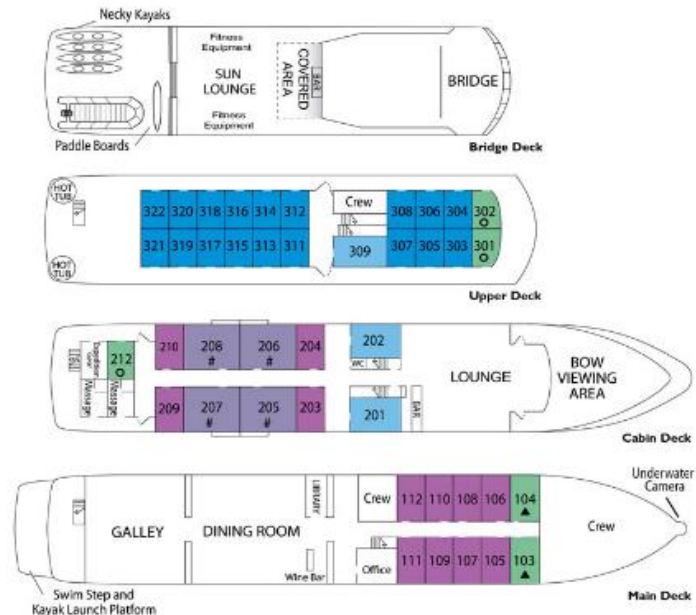 Necky Kayaks
Fitness
Equipment
SUN
LOUNGE
Fitness
Equipment
COVERED
AREA
BAR
BRIDGE
Paddle Boards
Bridge Deck
HOT
TUB
322 320 318 316 314 312
Crew
308 306 304 302
321 319 317 315 313 311
309
307 305 303 301
HOT
TUB
Upper Deck
212
Massage
Massage
210 208 206 204
# #
209 207 205 203
# #
202
WC
201
BAR
LOUNGE
BOW
VIEWING
AREA
Cabin Deck
Underwater
Camera
GALLEY
DINING ROOM
LIBRARY
Wine Bar
Crew
Office
112 110 108 106 104
111 109 107 105 103
Crew
Swim Step and
Kayak Launch Platform
Main Deck